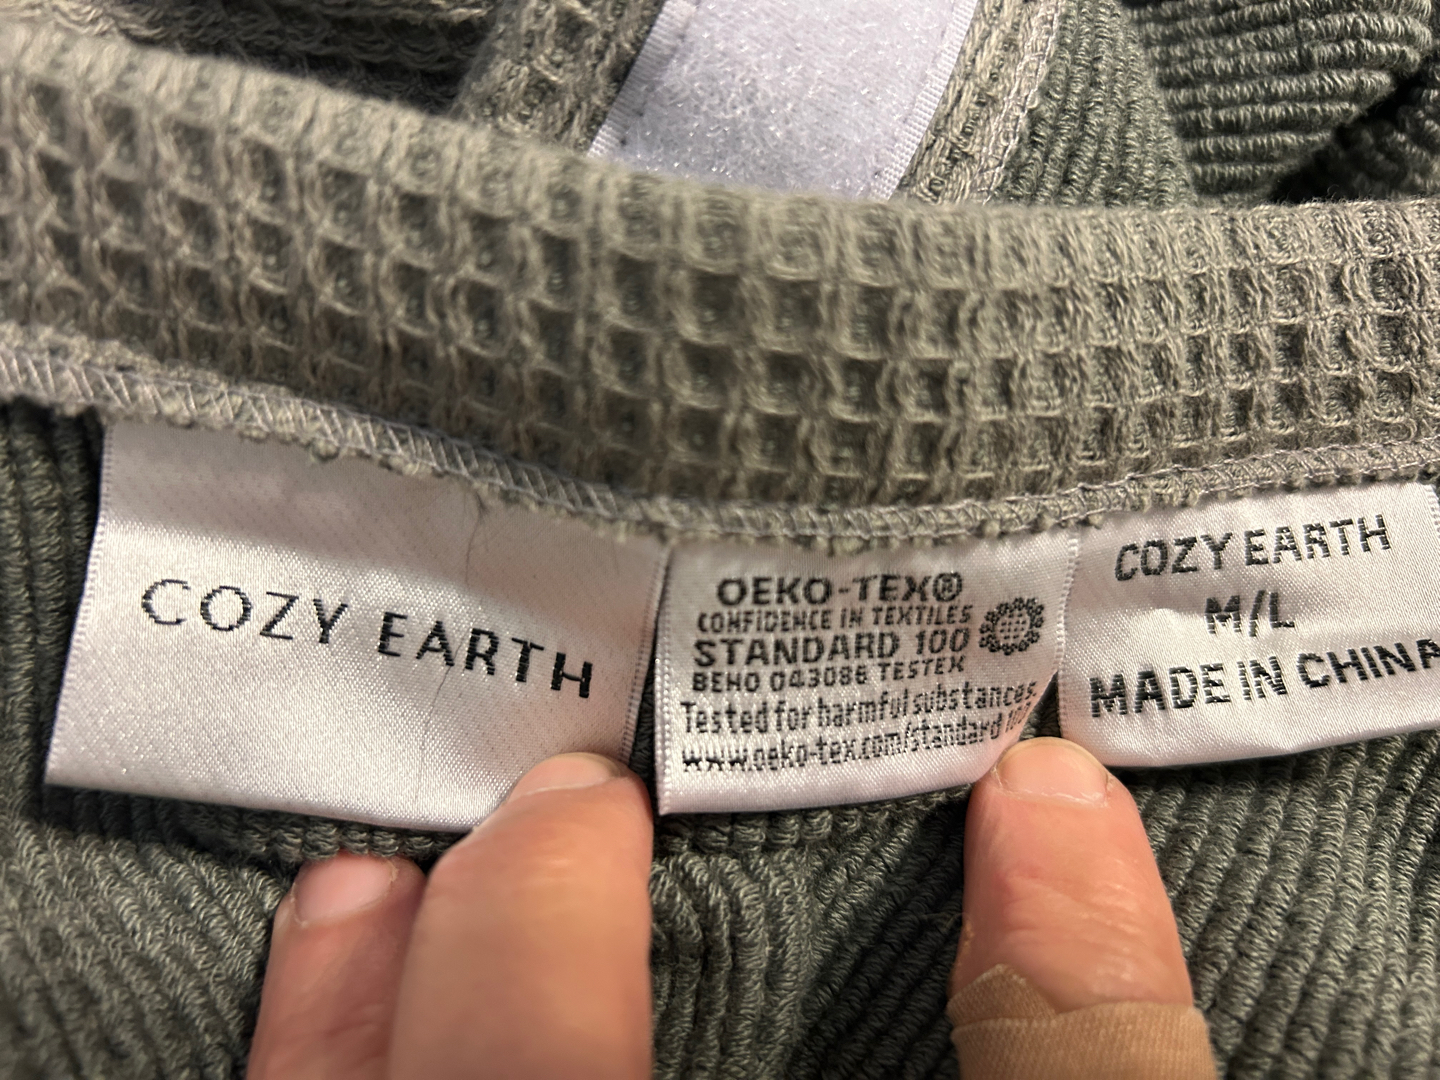 COZY EARTH
OEKO-TEX®
CONFIDENCE IN TEXTILES
STANDARD 100
BEHO 043086 TESTEX
Tested for harmful substances.
www.oeko-tex.com/standard 100
COZY EARTH
M/L
MADE IN CHINA